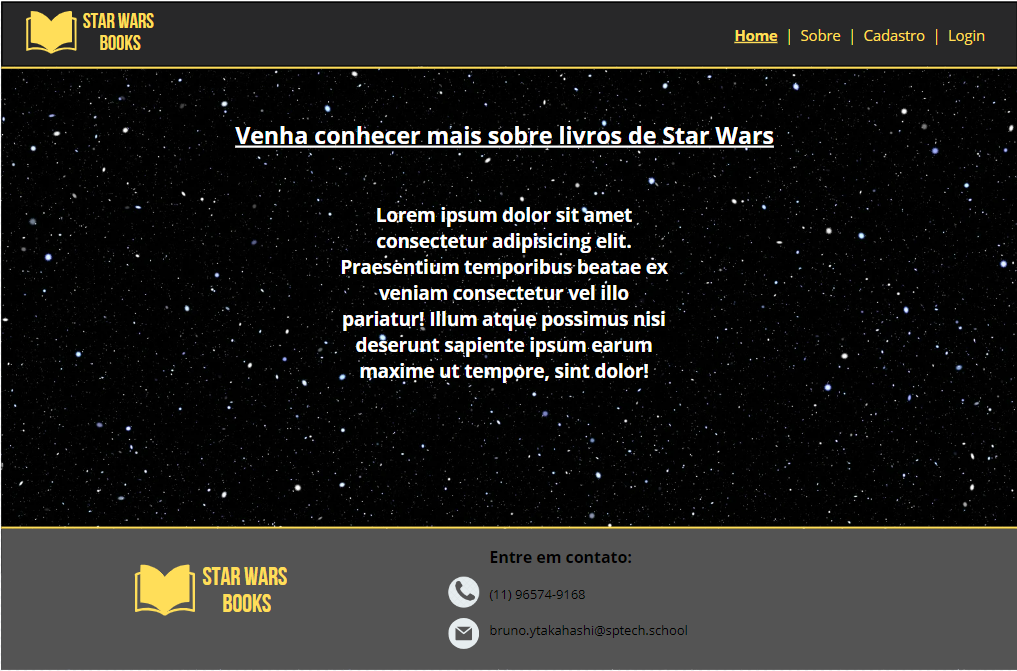 STAR WARS
BOOKS
Home | Sobre | Cadastro | Login
Venha conhecer mais sobre livros de Star Wars
Lorem ipsum dolor sit amet
consectetur adipisicing elit.
Praesentium temporibus beatae ex
veniam consectetur vel illo
pariatur! Illum atque possimus nisi
deserunt sapiente ipsum earum
maxime ut tempore, sint dolor!
STAR WARS
BOOKS
Entre em contato:
(11) 96574-9168
bruno.ytakahashi@sptech.school